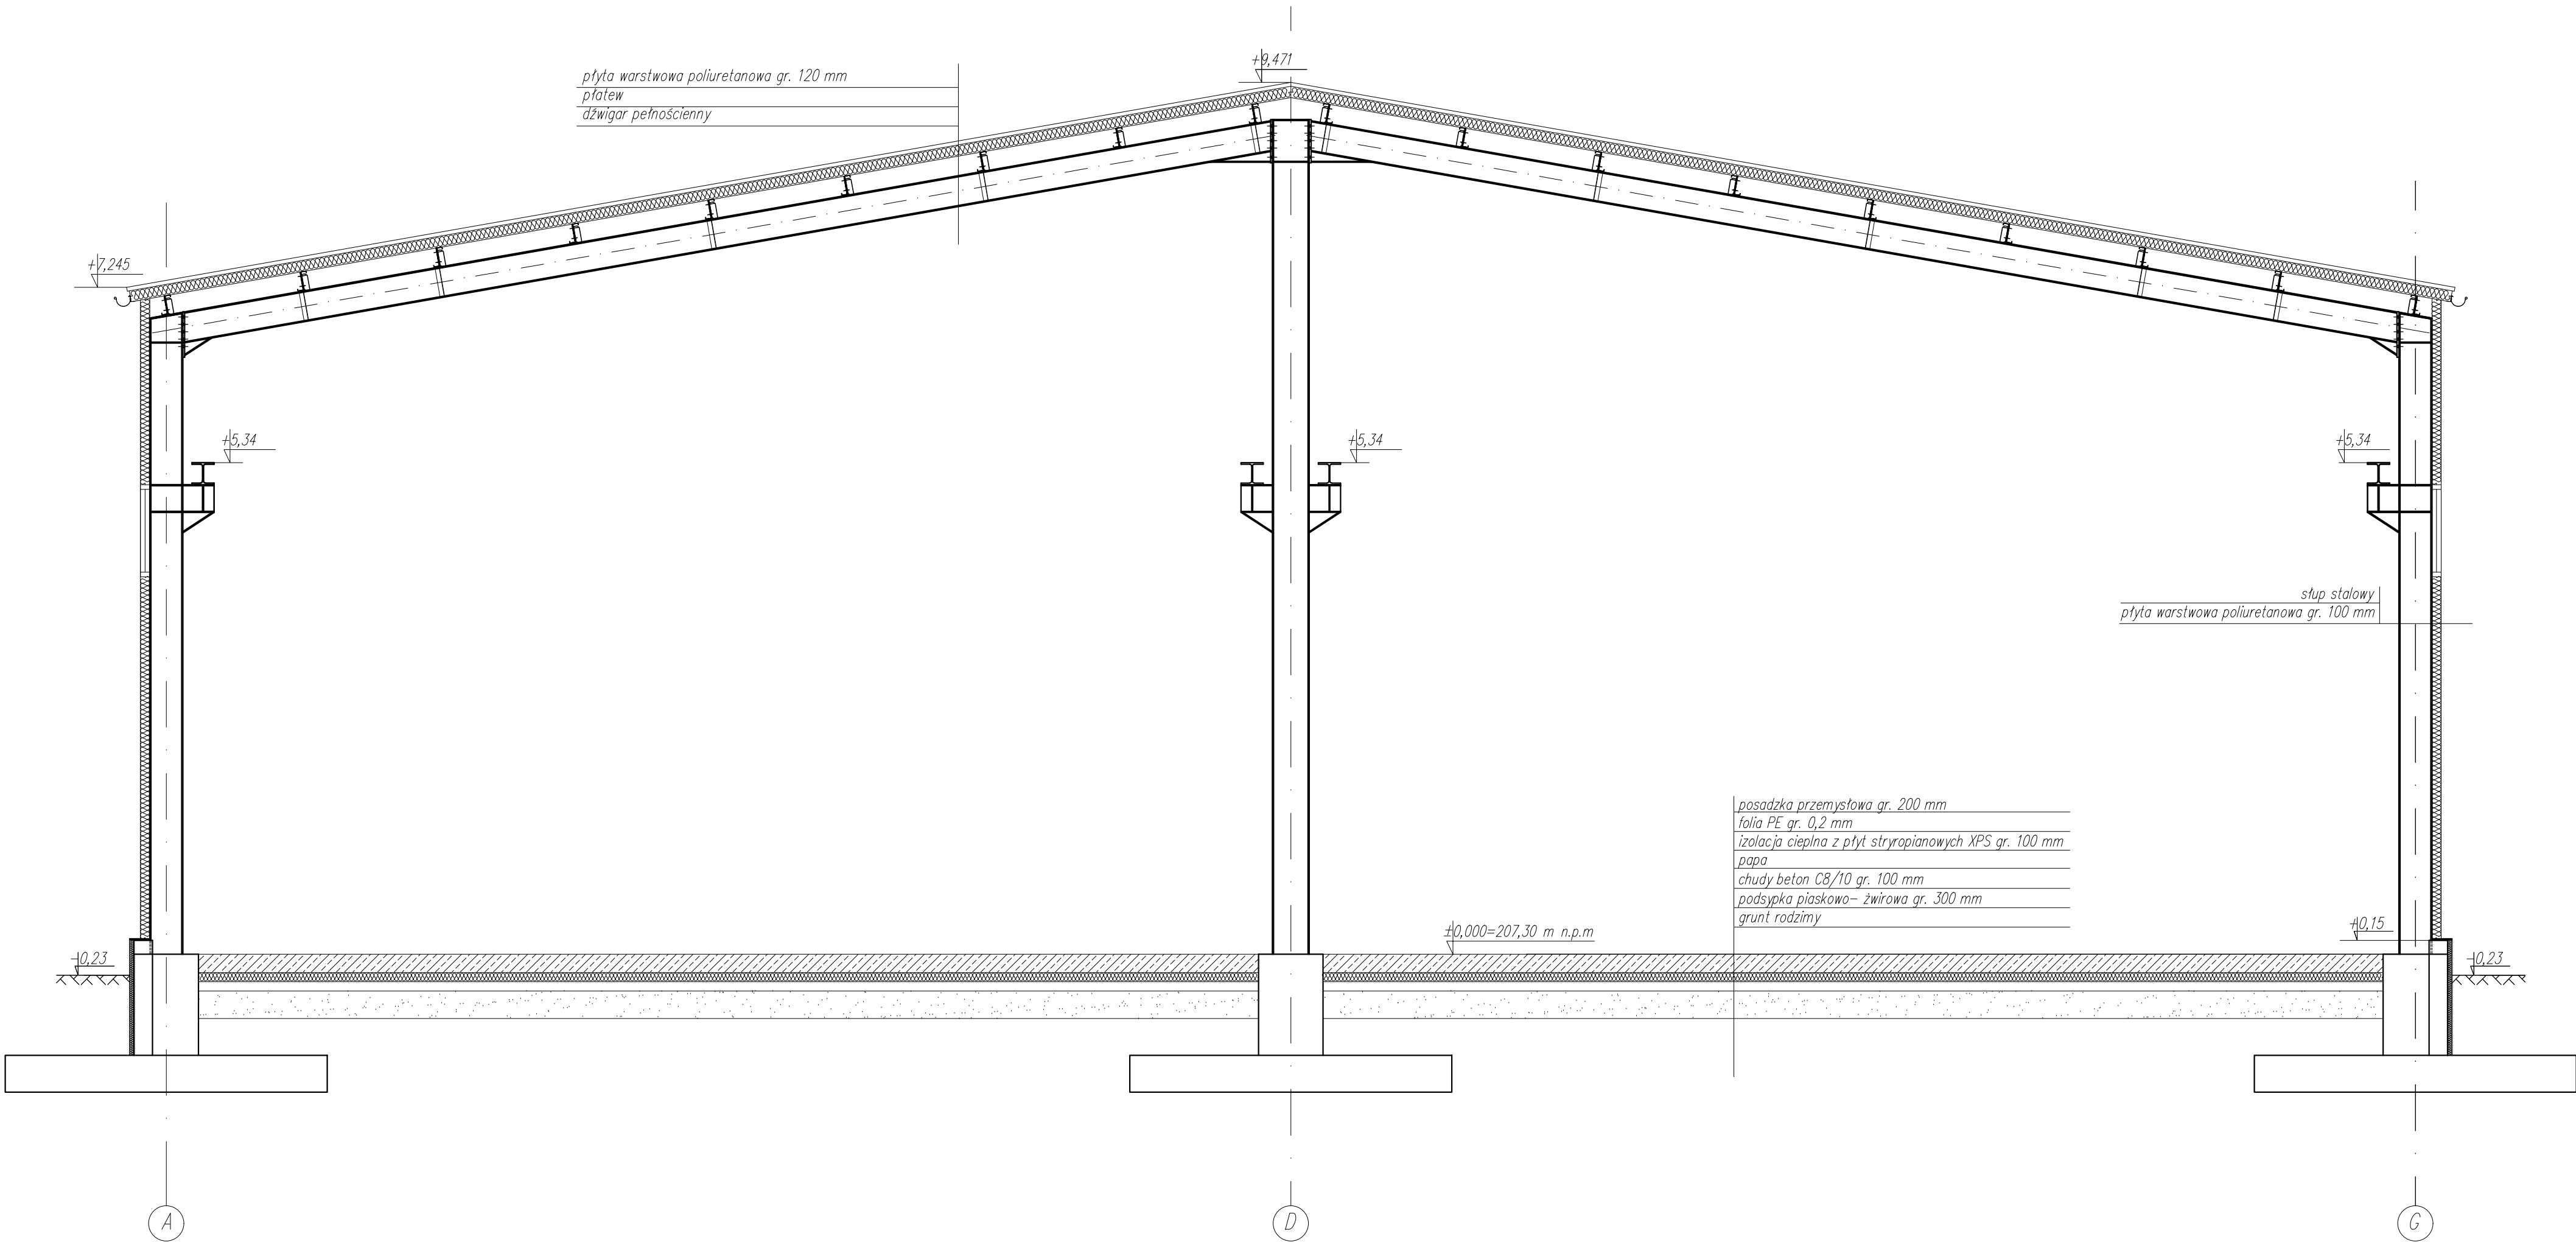 +9,471
płyta warstwowa poliuretanowa gr. 120 mm
płatew
dźwigar pełnościenny
+7,245
+5,34
+5,34
+5,34
słup stalowy
płyta warstwowa poliuretanowa gr. 100 mm
posadzka przemysłowa gr. 200 mm
folia PE gr. 0,2 mm
izolacja cieplna z płyt stryropianowych XPS gr. 100 mm
papa
chudy beton C8/10 gr. 100 mm
podsypka piaskowo- żwirowa gr. 300 mm
grunt rodzimy
±0,000=207,30 m n.p.m
+0,15
-0,23
-0,23
A
D
G